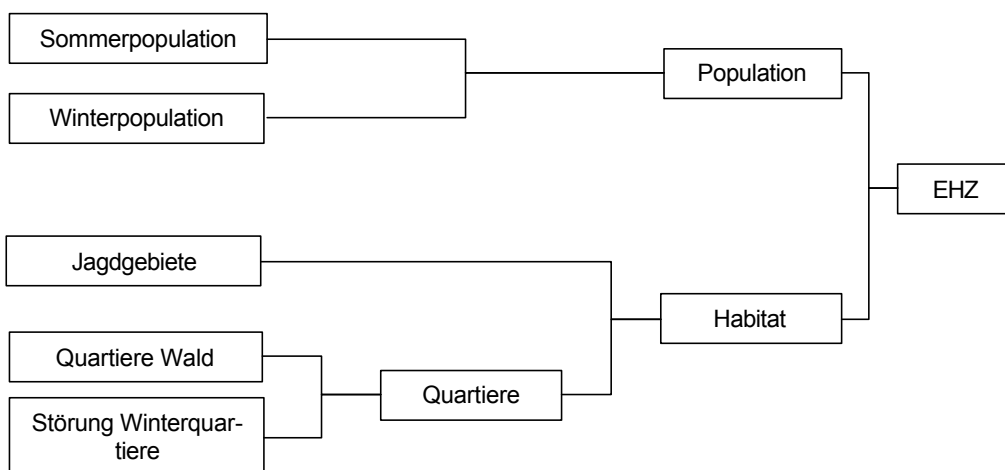 Sommerpopulation
Population
Winterpopulation
EHZ
Jagdgebiete
Habitat
Quartiere Wald
Quartiere
Störung Winterquar-
tiere